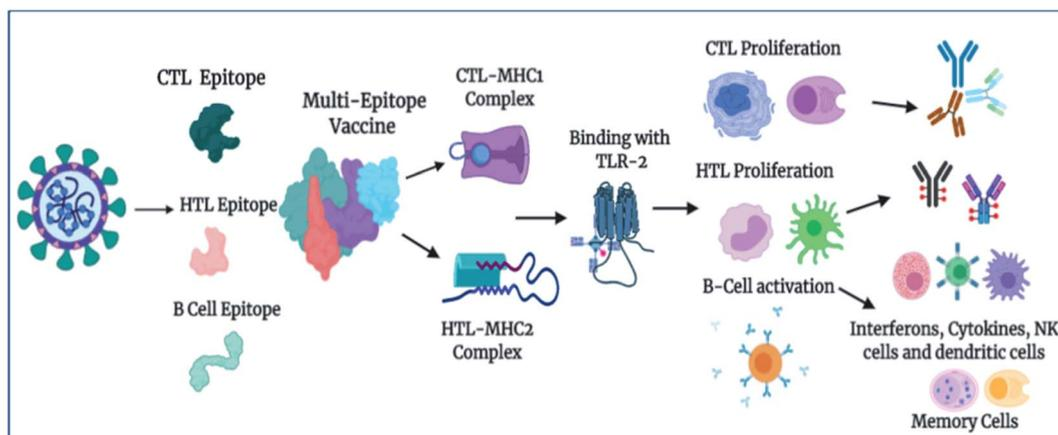 CTL Epitope
HTL Epitope
B Cell Epitope
Multi-Epitope
Vaccine
CTL-MHC1
Complex
HTL-MHC2
Complex
Binding with
TLR-2
CTL Proliferation
HTL Proliferation
B-Cell activation
Interferons, Cytokines, NK
cells and dendritic cells
Memory Cells